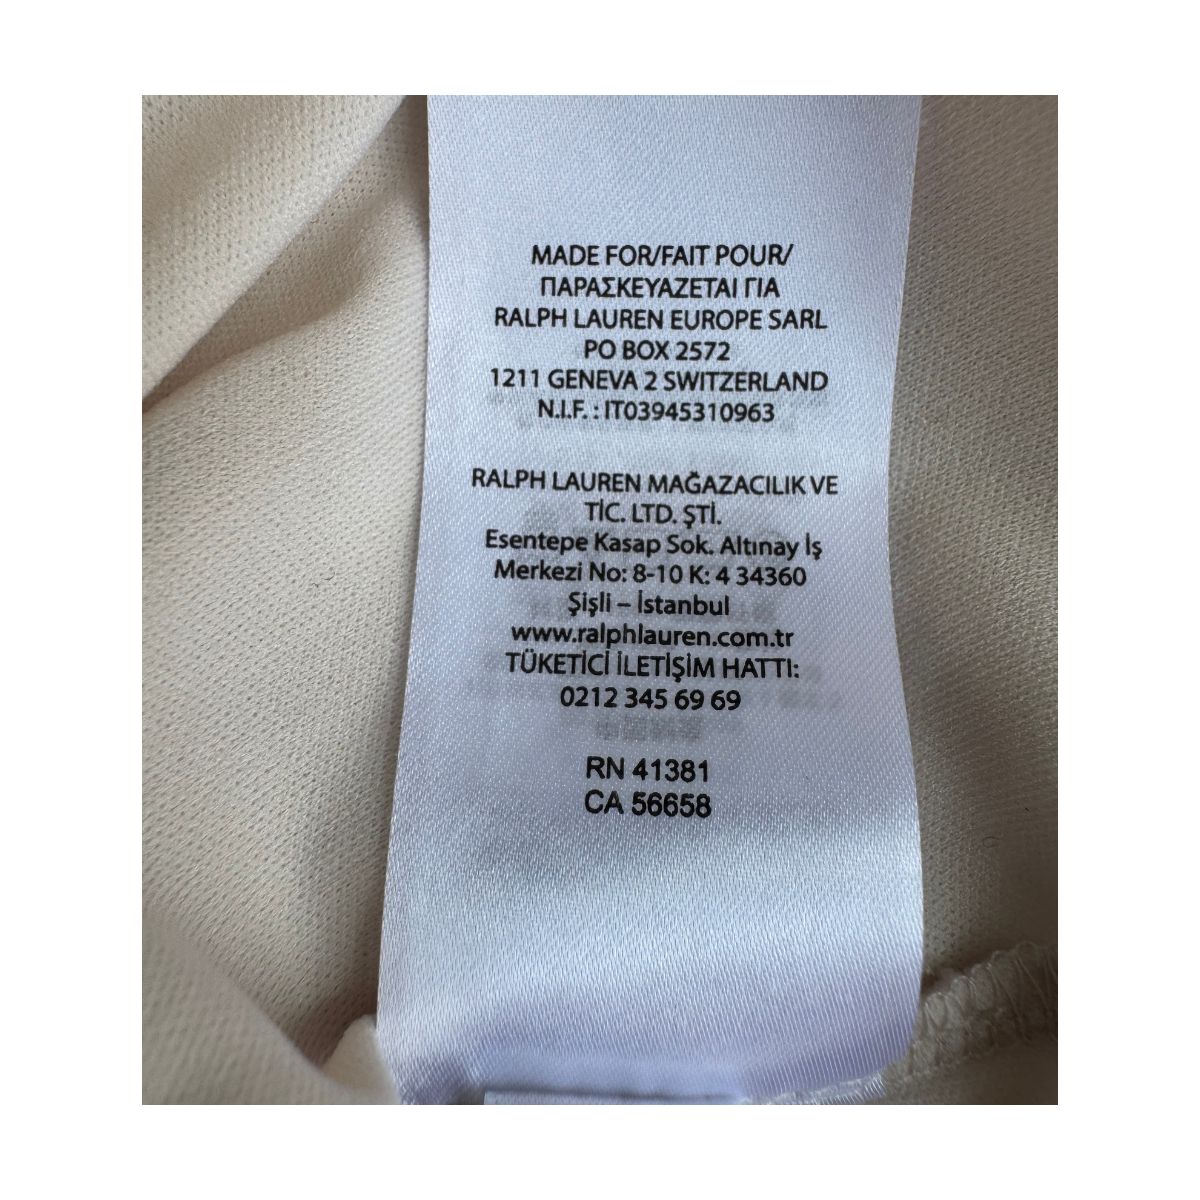 MADE FOR/FAIT POUR/
ΠΑΡΑΣΚΕΥΑΖΕΤΑΙ ΓΙΑ
RALPH LAUREN EUROPE SARL
PO BOX 2572
1211 GENEVA 2 SWITZERLAND
N.I.F. : IT03945310963
RALPH LAUREN MAĞAZACILIK VE
TİC. LTD. ŞTİ.
Esentepe Kasap Sok. Altınay İş
Merkezi No: 8-10 K: 4 34360
Şişli – İstanbul
www.ralphlauren.com.tr
TÜKETİCİ İLETİŞİM HATTI:
0212 345 69 69
RN 41381
CA 56658